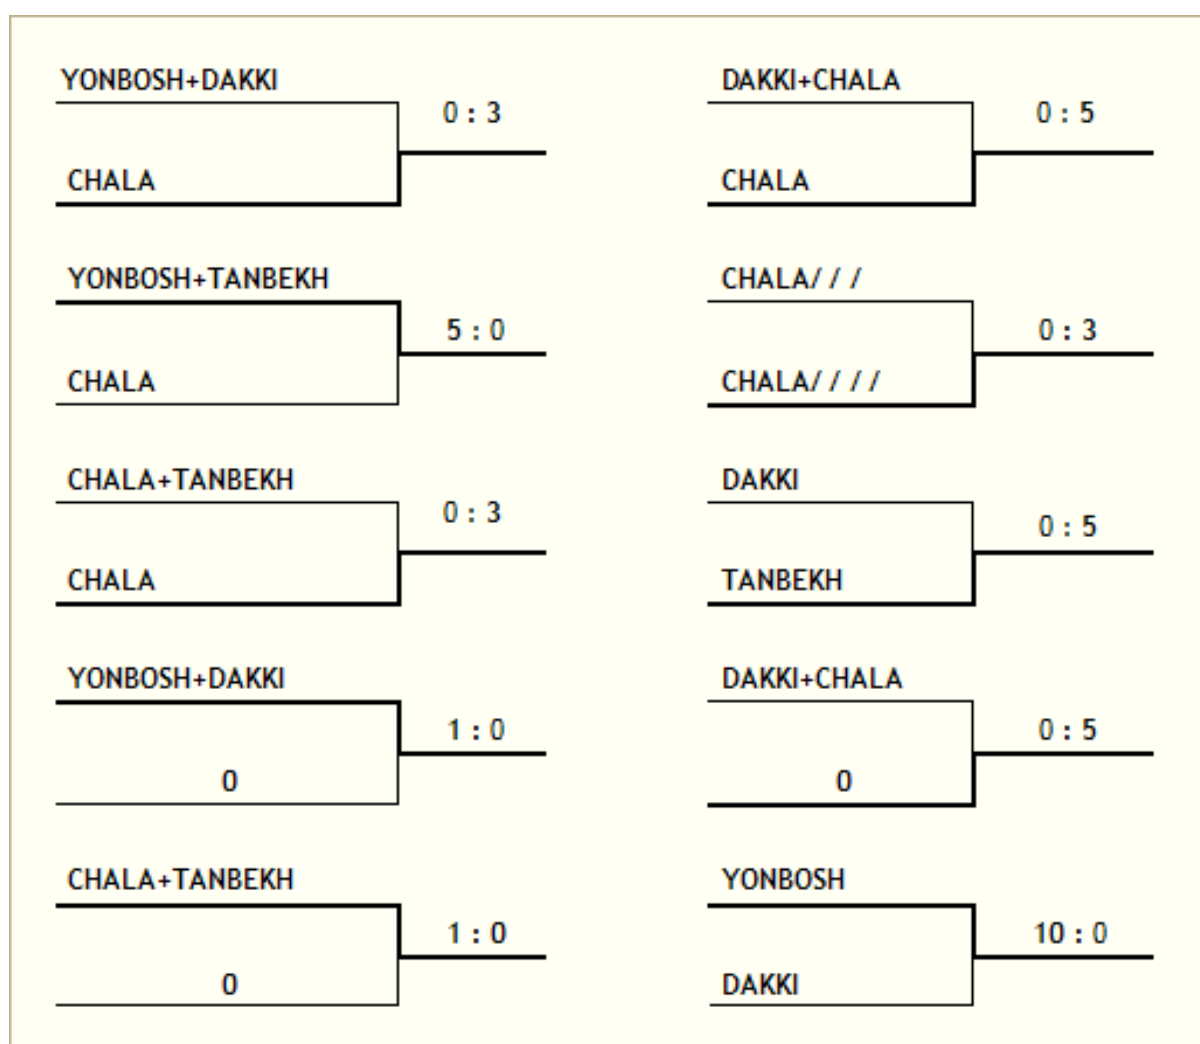 YONBOSH+DAKKI
0 : 3
CHALA
YONBOSH+TANBEKH
5 : 0
CHALA
CHALA+TANBEKH
0 : 3
CHALA
YONBOSH+DAKKI
1 : 0
0
CHALA+TANBEKH
1 : 0
0
DAKKI+CHALA
0 : 5
CHALA
CHALA/ / /
0 : 3
CHALA/ / / /
DAKKI
0 : 5
TANBEKH
DAKKI+CHALA
0 : 5
0
YONBOSH
10 : 0
DAKKI